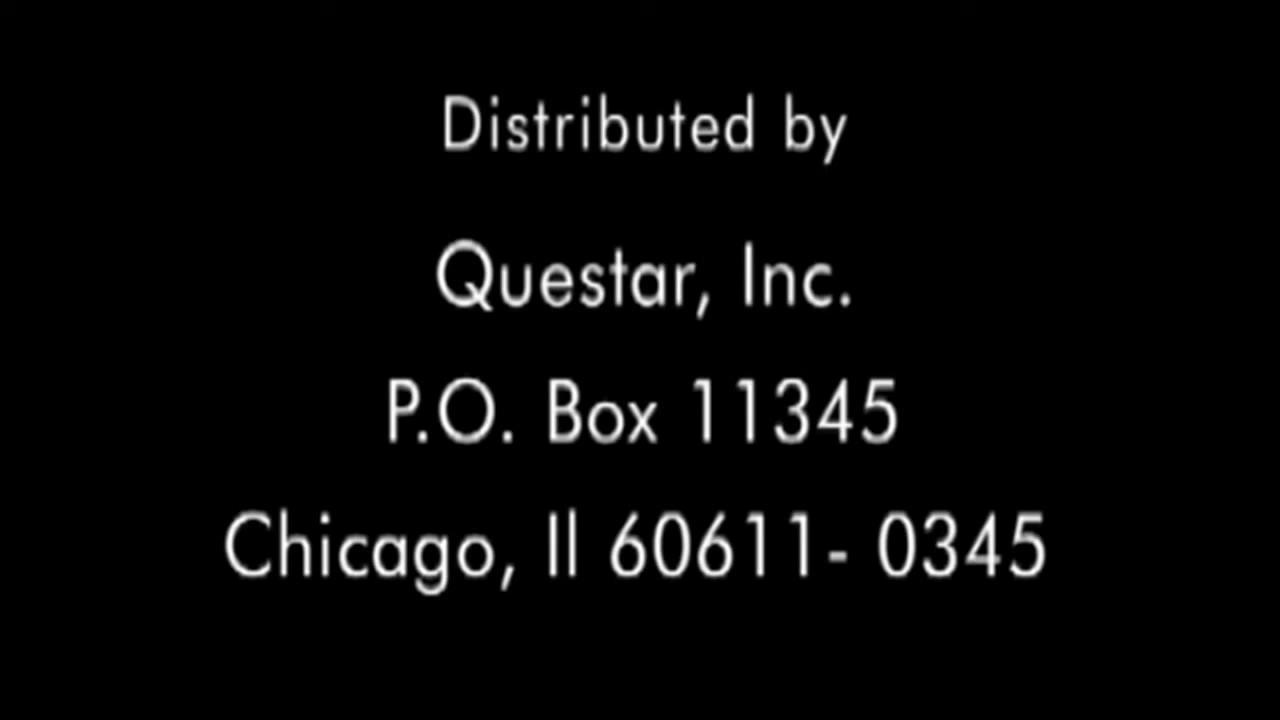 Distributed by
Questar, Inc.
P.O. Box 11345
Chicago, Il 60611- 0345